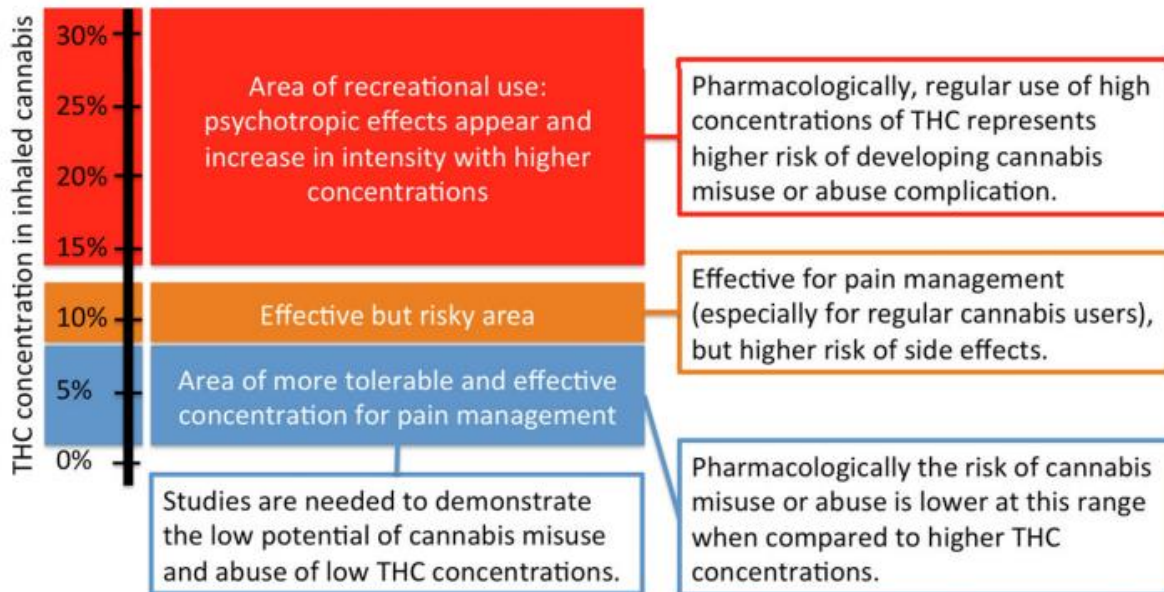 THC concentration in inhaled cannabis
30%
25%
20%
15%
10%
5%
0%
Area of recreational use:
psychotropic effects appear and
increase in intensity with higher
concentrations
Pharmacologically, regular use of high
concentrations of THC represents
higher risk of developing cannabis
misuse or abuse complication.
Effective but risky area
Effective for pain management
(especially for regular cannabis users),
but higher risk of side effects.
Area of more tolerable and effective
concentration for pain management
Studies are needed to demonstrate
the low potential of cannabis misuse
and abuse of low THC concentrations.
Pharmacologically the risk of cannabis
misuse or abuse is lower at this range
when compared to higher THC
concentrations.